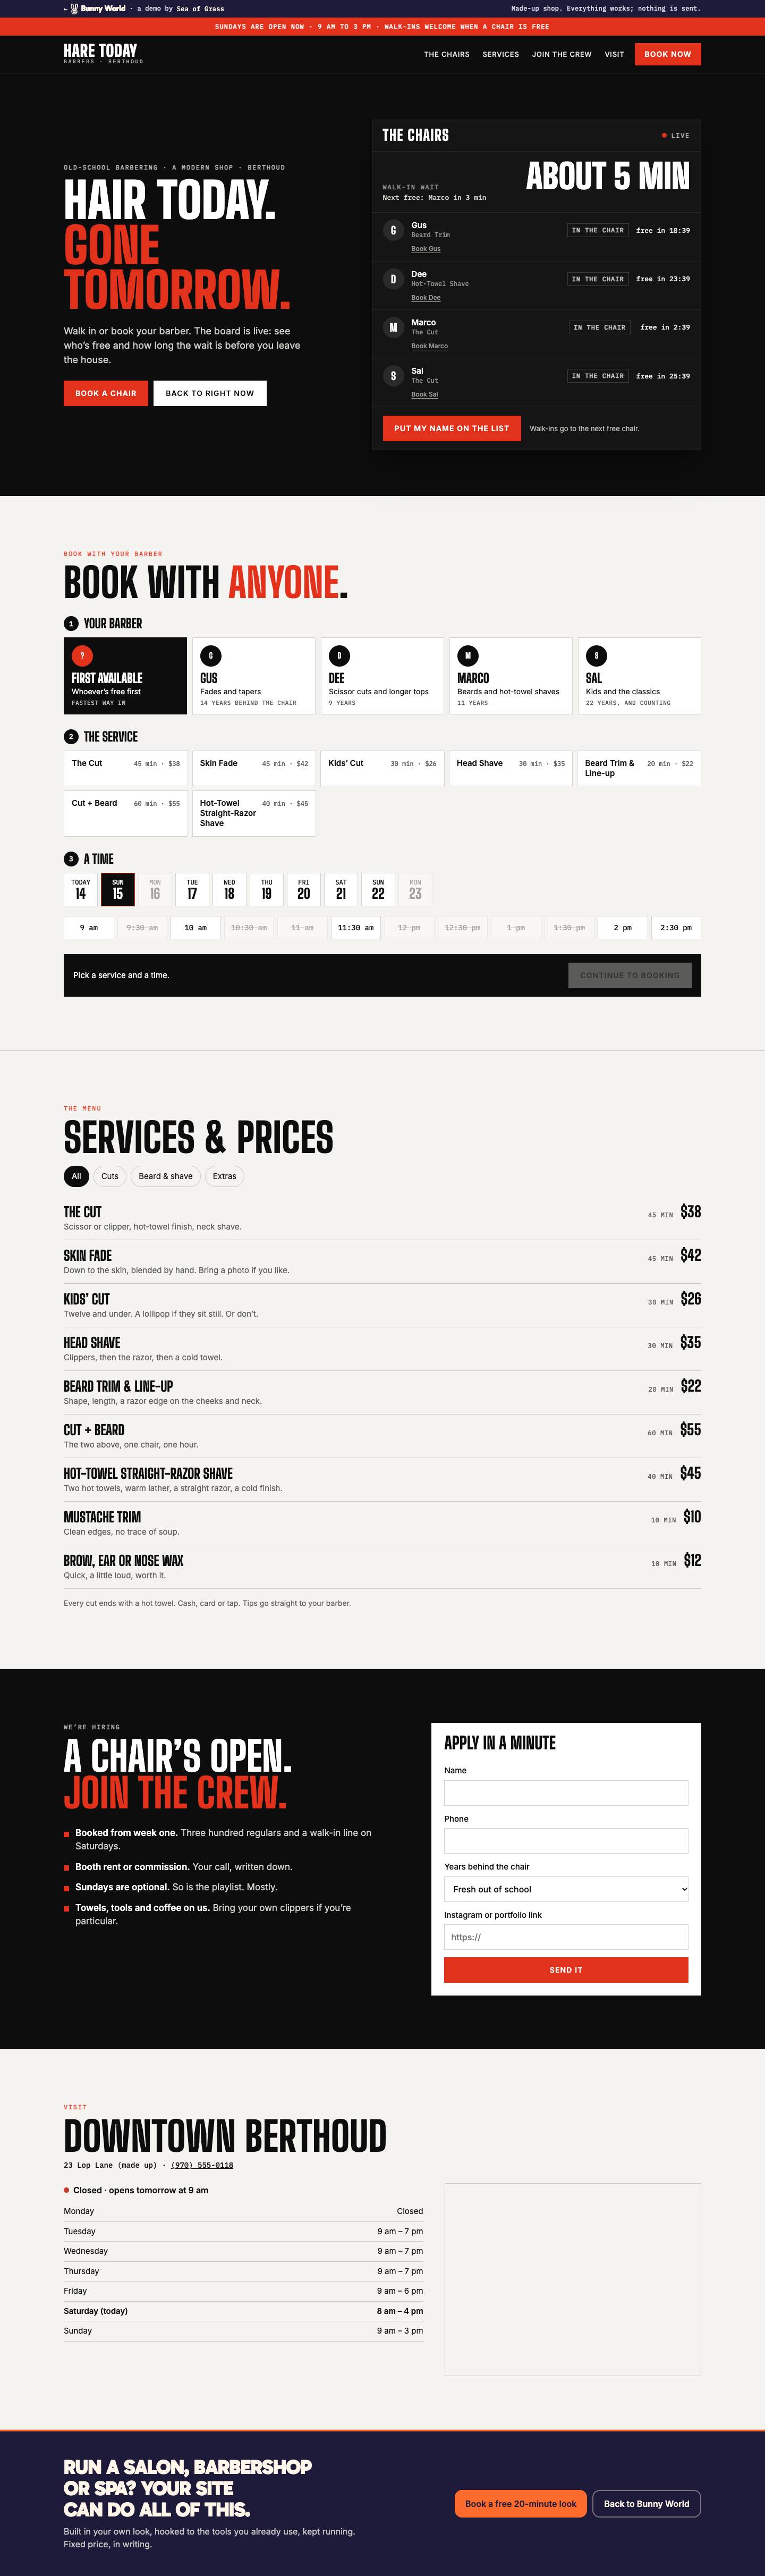 ← Bunny World · a demo by Sea of Grass
Made-up shop. Everything works; nothing is sent.
SUNDAYS ARE OPEN NOW · 9 AM TO 3 PM · WALK-INS WELCOME WHEN A CHAIR IS FREE
HARE TODAY
BARBERS · BERTHOUD
THE CHAIRS
SERVICES
JOIN THE CREW
VISIT
BOOK NOW
OLD-SCHOOL BARBERING · A MODERN SHOP · BERTHOUD
HAIR TODAY.
GONE
TOMORROW.
Walk in or book your barber. The board is live: see
who's free and how long the wait is before you leave
the house.
BOOK A CHAIR
BACK TO RIGHT NOW
THE CHAIRS
LIVE
WALK-IN WAIT
Next free: Marco in 3 min
ABOUT 5 MIN
G
Gus
Beard Trim
Book Gus
IN THE CHAIR
free in 18:39
D
Dee
Hot-Towel Shave
Book Dee
IN THE CHAIR
free in 23:39
M
Marco
The Cut
Book Marco
IN THE CHAIR
free in 2:39
S
Sal
The Cut
Book Sal
IN THE CHAIR
free in 25:39
PUT MY NAME ON THE LIST
Walk-ins go to the next free chair.
BOOK WITH YOUR BARBER
BOOK WITH ANYONE.
1 YOUR BARBER
?
FIRST AVAILABLE
Whoever's free first
FASTEST WAY IN
G
GUS
Fades and tapers
14 YEARS BEHIND THE CHAIR
D
DEE
Scissor cuts and longer tops
9 YEARS
M
MARCO
Beards and hot-towel shaves
11 YEARS
S
SAL
Kids and the classics
22 YEARS, AND COUNTING
2 THE SERVICE
The Cut 45 min · $38
Skin Fade 45 min · $42
Kids' Cut 30 min · $26
Head Shave 30 min · $35
Beard Trim & 20 min · $22
Line-up
Cut + Beard 60 min · $55
Hot-Towel 40 min · $45
Straight-Razor
Shave
3 A TIME
TODAY
14
SUN
15
MON
16
TUE
17
WED
18
THU
19
FRI
20
SAT
21
SUN
22
MON
23
9 am
9:30 am
10 am
10:30 am
11 am
11:30 am
12 pm
12:30 pm
1 pm
1:30 pm
2 pm
2:30 pm
Pick a service and a time.
CONTINUE TO BOOKING
THE MENU
SERVICES & PRICES
All
Cuts
Beard & shave
Extras
THE CUT 45 MIN $38
Scissor or clipper, hot-towel finish, neck shave.
SKIN FADE 45 MIN $42
Down to the skin, blended by hand. Bring a photo if you like.
KIDS' CUT 30 MIN $26
Twelve and under. A lollipop if they sit still. Or don't.
HEAD SHAVE 30 MIN $35
Clippers, then the razor, then a cold towel.
BEARD TRIM & LINE-UP 20 MIN $22
Shape, length, a razor edge on the cheeks and neck.
CUT + BEARD 60 MIN $55
The two above, one chair, one hour.
HOT-TOWEL STRAIGHT-RAZOR SHAVE 40 MIN $45
Two hot towels, warm lather, a straight razor, a cold finish.
MUSTACHE TRIM 10 MIN $10
Clean edges, no trace of soup.
BROW, EAR OR NOSE WAX 10 MIN $12
Quick, a little loud, worth it.
Every cut ends with a hot towel. Cash, card or tap. Tips go straight to your barber.
WE'RE HIRING
A CHAIR'S OPEN.
JOIN THE CREW.
Booked from week one. Three hundred regulars and a walk-in line on
Saturdays.
Booth rent or commission. Your call, written down.
Sundays are optional. So is the playlist. Mostly.
Towels, tools and coffee on us. Bring your own clippers if you're
particular.
APPLY IN A MINUTE
Name
Phone
Years behind the chair
Fresh out of school
Instagram or portfolio link
https://
SEND IT
VISIT
DOWNTOWN BERTHOUD
23 Lop Lane (made up) · (970) 555-0118
Closed · opens tomorrow at 9 am
Monday Closed
Tuesday 9 am – 7 pm
Wednesday 9 am – 7 pm
Thursday 9 am – 7 pm
Friday 9 am – 6 pm
Saturday (today) 8 am – 4 pm
Sunday 9 am – 3 pm
RUN A SALON, BARBERSHOP
OR SPA? YOUR SITE
CAN DO ALL OF THIS.
Built in your own look, hooked to the tools you already use, kept running.
Fixed price, in writing.
Book a free 20-minute look
Back to Bunny World